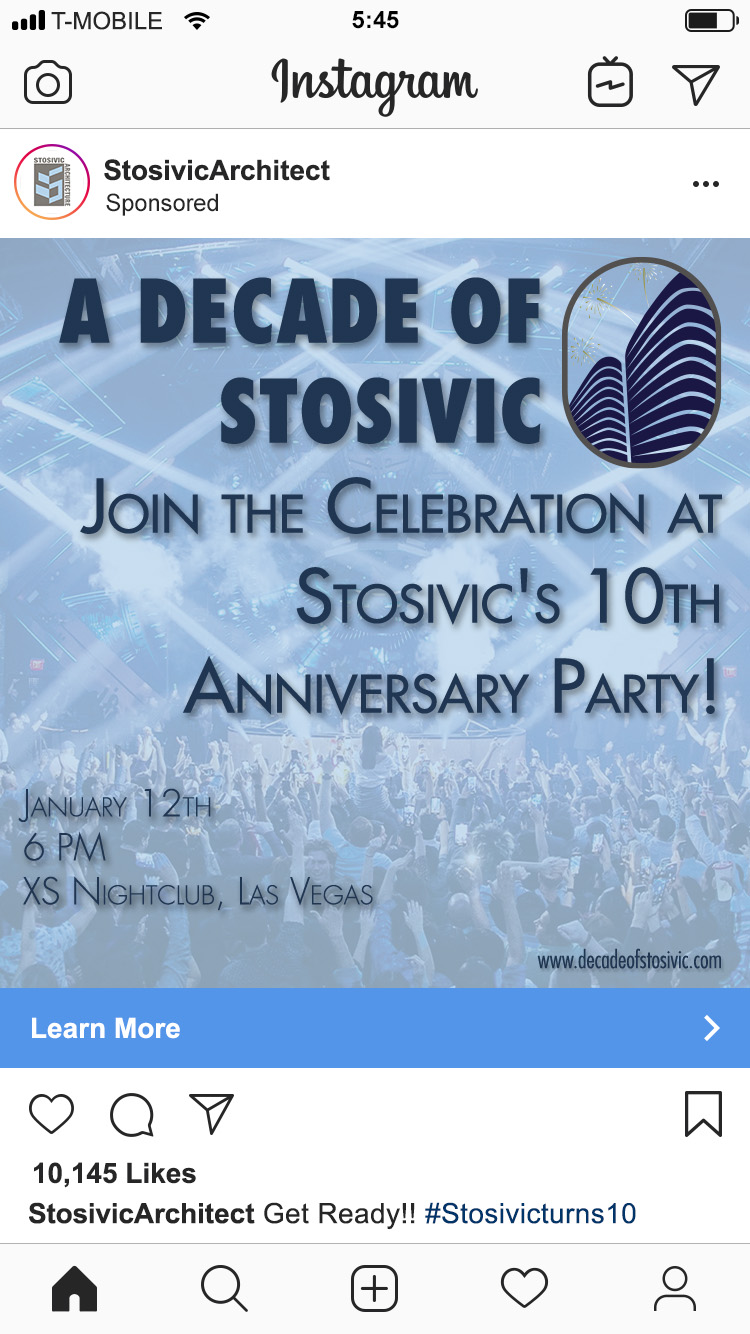 T-MOBILE 5:45
Instagram
STOSIVIC
ARCHITECTURE
StosivicArchitect
Sponsored
A DECADE OF
STOSIVIC
JOIN THE CELEBRATION AT
STOSIVIC'S 10TH
ANNIVERSARY PARTY!
JANUARY 12TH
6 PM
XS NIGHTCLUB, LAS VEGAS
www.decadeofstosivic.com
Learn More
10,145 Likes
StosivicArchitect Get Ready!! #Stosivicturns10